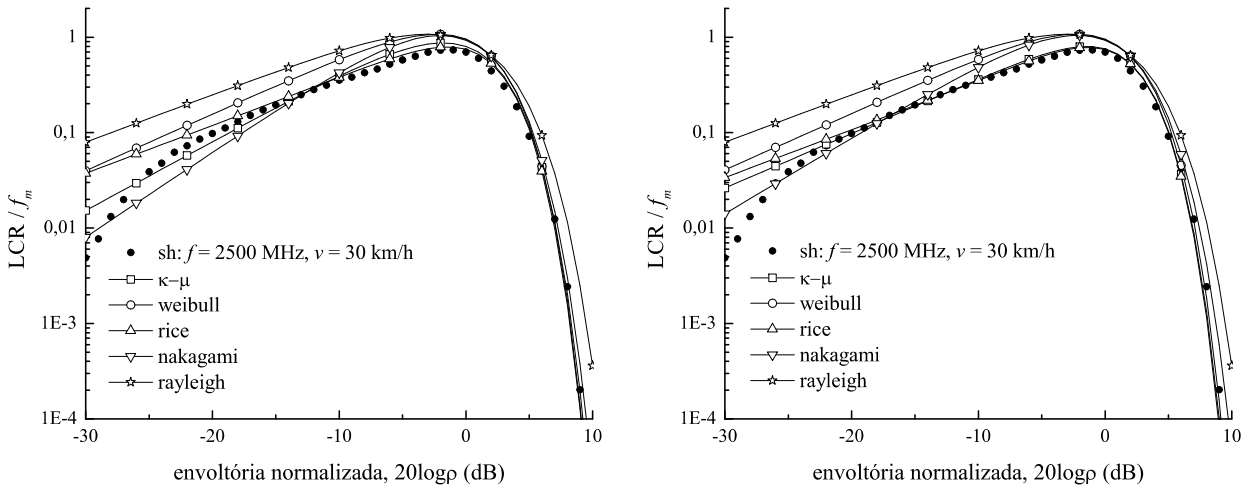 LCR / fm
1
0,1
0,01
1E-3
1E-4
-30
-20
-10
0
10
envoltória normalizada, 20logρ (dB)
sh: f = 2500 MHz, v = 30 km/h
κ−μ
weibull
rice
nakagami
rayleigh
LCR / fm
1
0,1
0,01
1E-3
1E-4
-30
-20
-10
0
10
envoltória normalizada, 20logρ (dB)
sh: f = 2500 MHz, v = 30 km/h
κ−μ
weibull
rice
nakagami
rayleigh